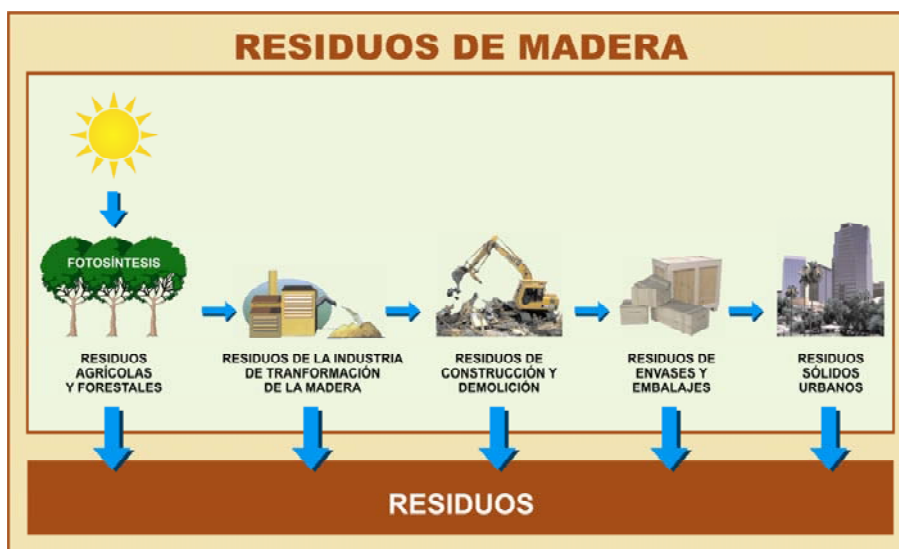 RESIDUOS DE MADERA
FOTOSÍNTESIS
RESIDUOS
AGRÍCOLAS
Y FORESTALES
RESIDUOS DE LA INDUSTRIA
DE TRANFORMACIÓN
DE LA MADERA
RESIDUOS DE
CONSTRUCCIÓN Y
DEMOLICIÓN
RESIDUOS DE
ENVASES Y
EMBALAJES
RESIDUOS
SÓLIDOS
URBANOS
RESIDUOS